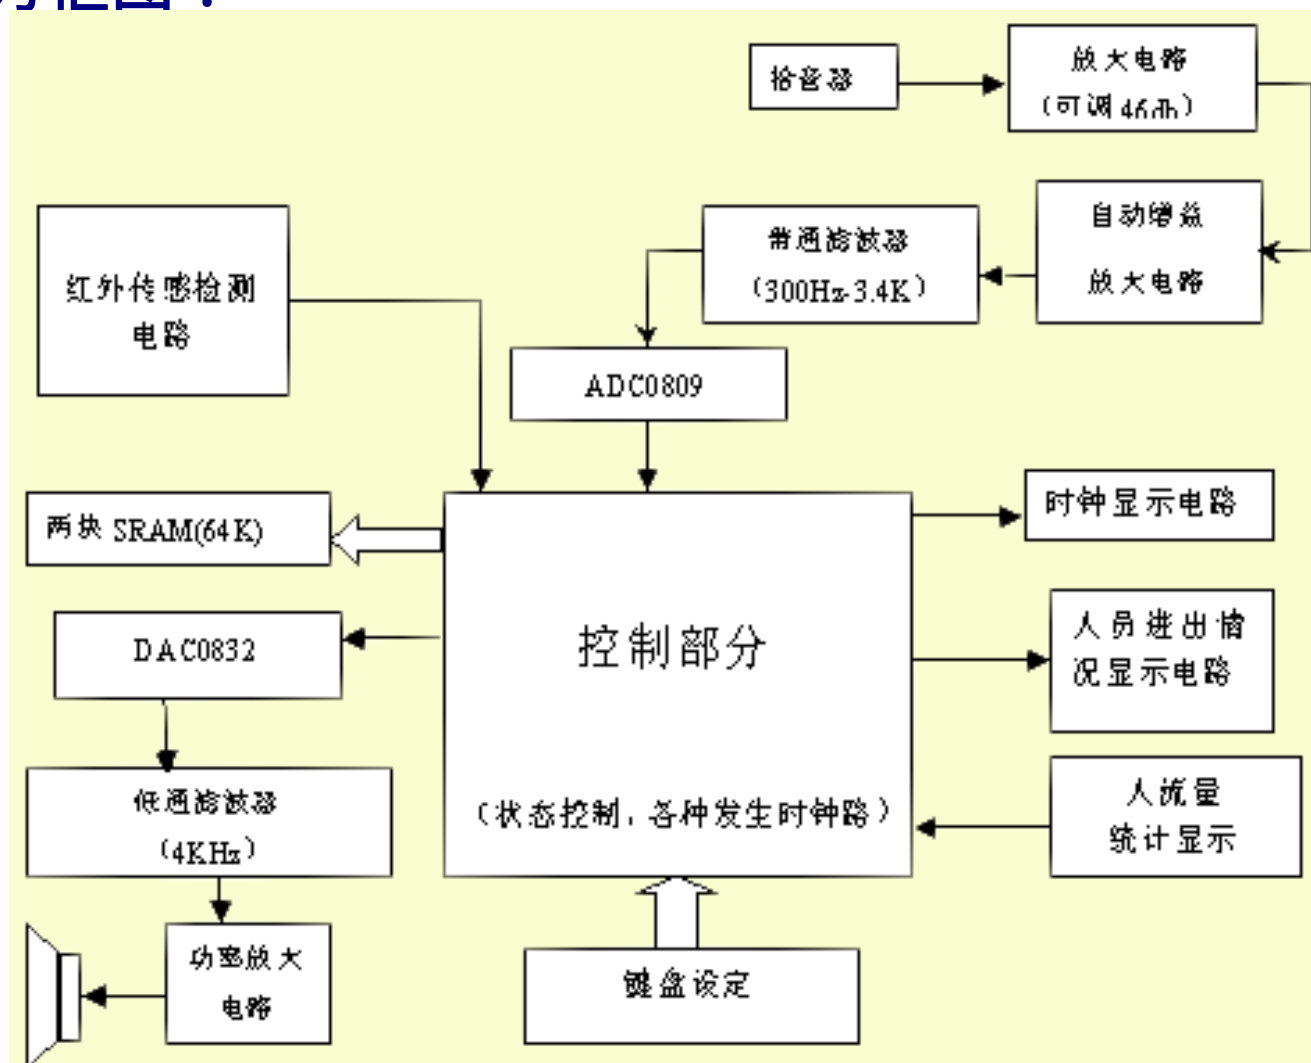 方框图：
拾音器
放大电路
（可调46db）
自动增益
放大电路
带通滤波器
（300Hz-3.4K）
红外传感检测
电路
ADC0809
两块 SRAM(64K)
时钟显示电路
控制部分
（状态控制，各种发生时钟路）
DAC0832
人员进出情
况显示电路
低通滤波器
（4KHz）
人流量
统计显示
功率放大
电路
键盘设定